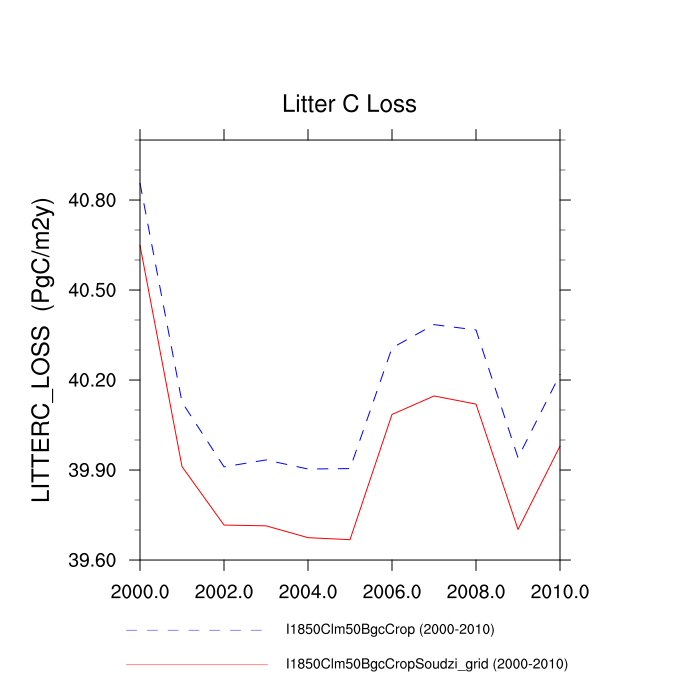 Litter C Loss
LITTERC_LOSS (PgC/m2y)
40.80
40.50
40.20
39.90
39.60
2000.0 2002.0 2004.0 2006.0 2008.0 2010.0
I1850Clm50BgcCrop (2000-2010)
I1850Clm50BgcCropSoudzi_grid (2000-2010)